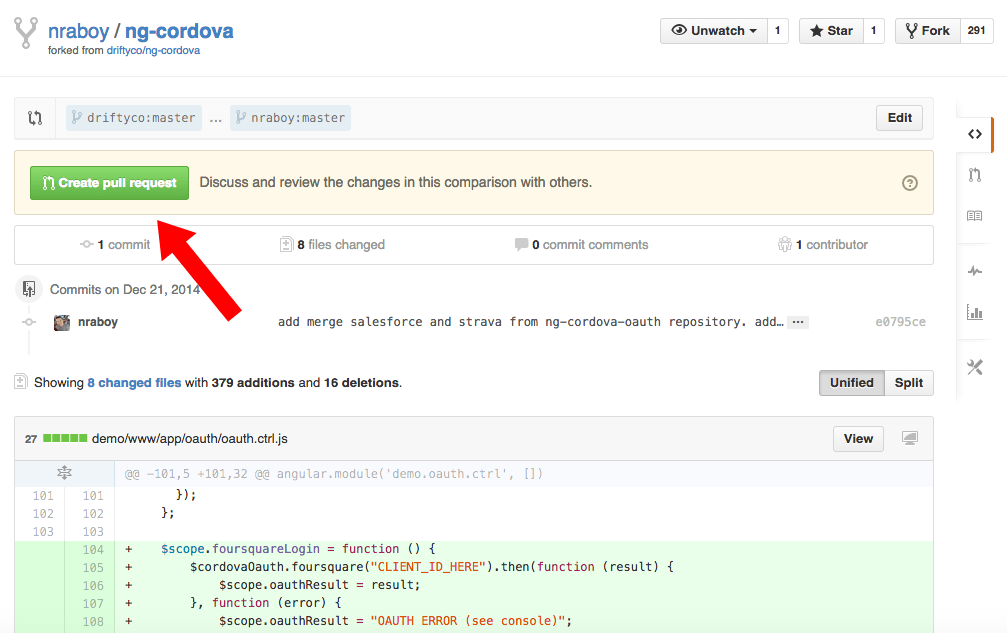 nraboy / ng-cordova
forked from driftyco/ng-cordova
Unwatch 1 Star 1 Fork 291
driftyco:master ... nraboy:master Edit
Create pull request Discuss and review the changes in this comparison with others.
1 commit 8 files changed 0 commit comments 1 contributor
Commits on Dec 21, 2014
nraboy add merge salesforce and strava from ng-cordova-oauth repository. add… ... e0795ce
Showing 8 changed files with 379 additions and 16 deletions.
Unified Split
27 demo/www/app/oauth/oauth.ctrl.js View
@@ -101,5 +101,32 @@ angular.module('demo.oauth.ctrl', [])
101 101 });
102 102 };
103 103
104 + $scope.foursquareLogin = function () {
105 + $cordovaOauth.foursquare("CLIENT_ID_HERE").then(function (result) {
106 + $scope.oauthResult = result;
107 + }, function (error) {
108 + $scope.oauthResult = "OAUTH ERROR (see console)";